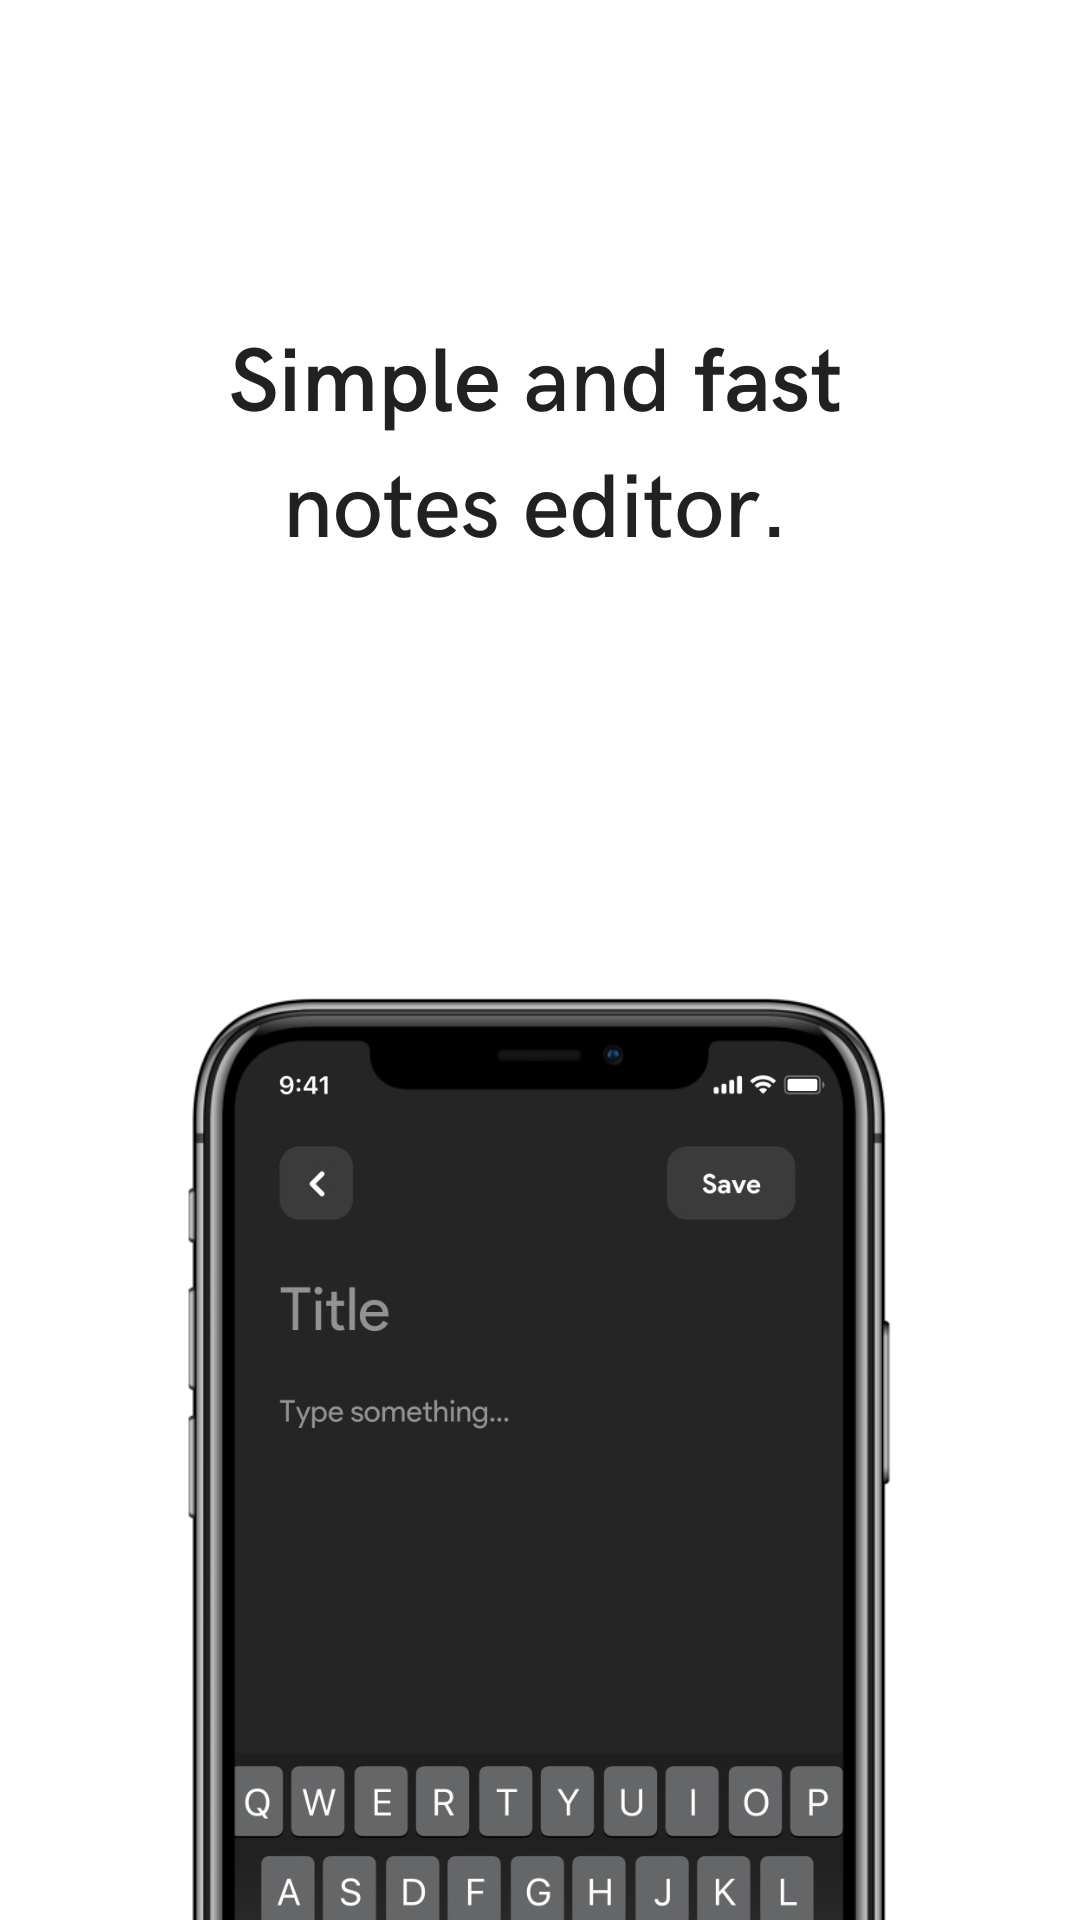 Simple and fast
notes editor.
9:41
Save
Title
Type something...
Q W E R T Y U I O P
A S D F G H J K L